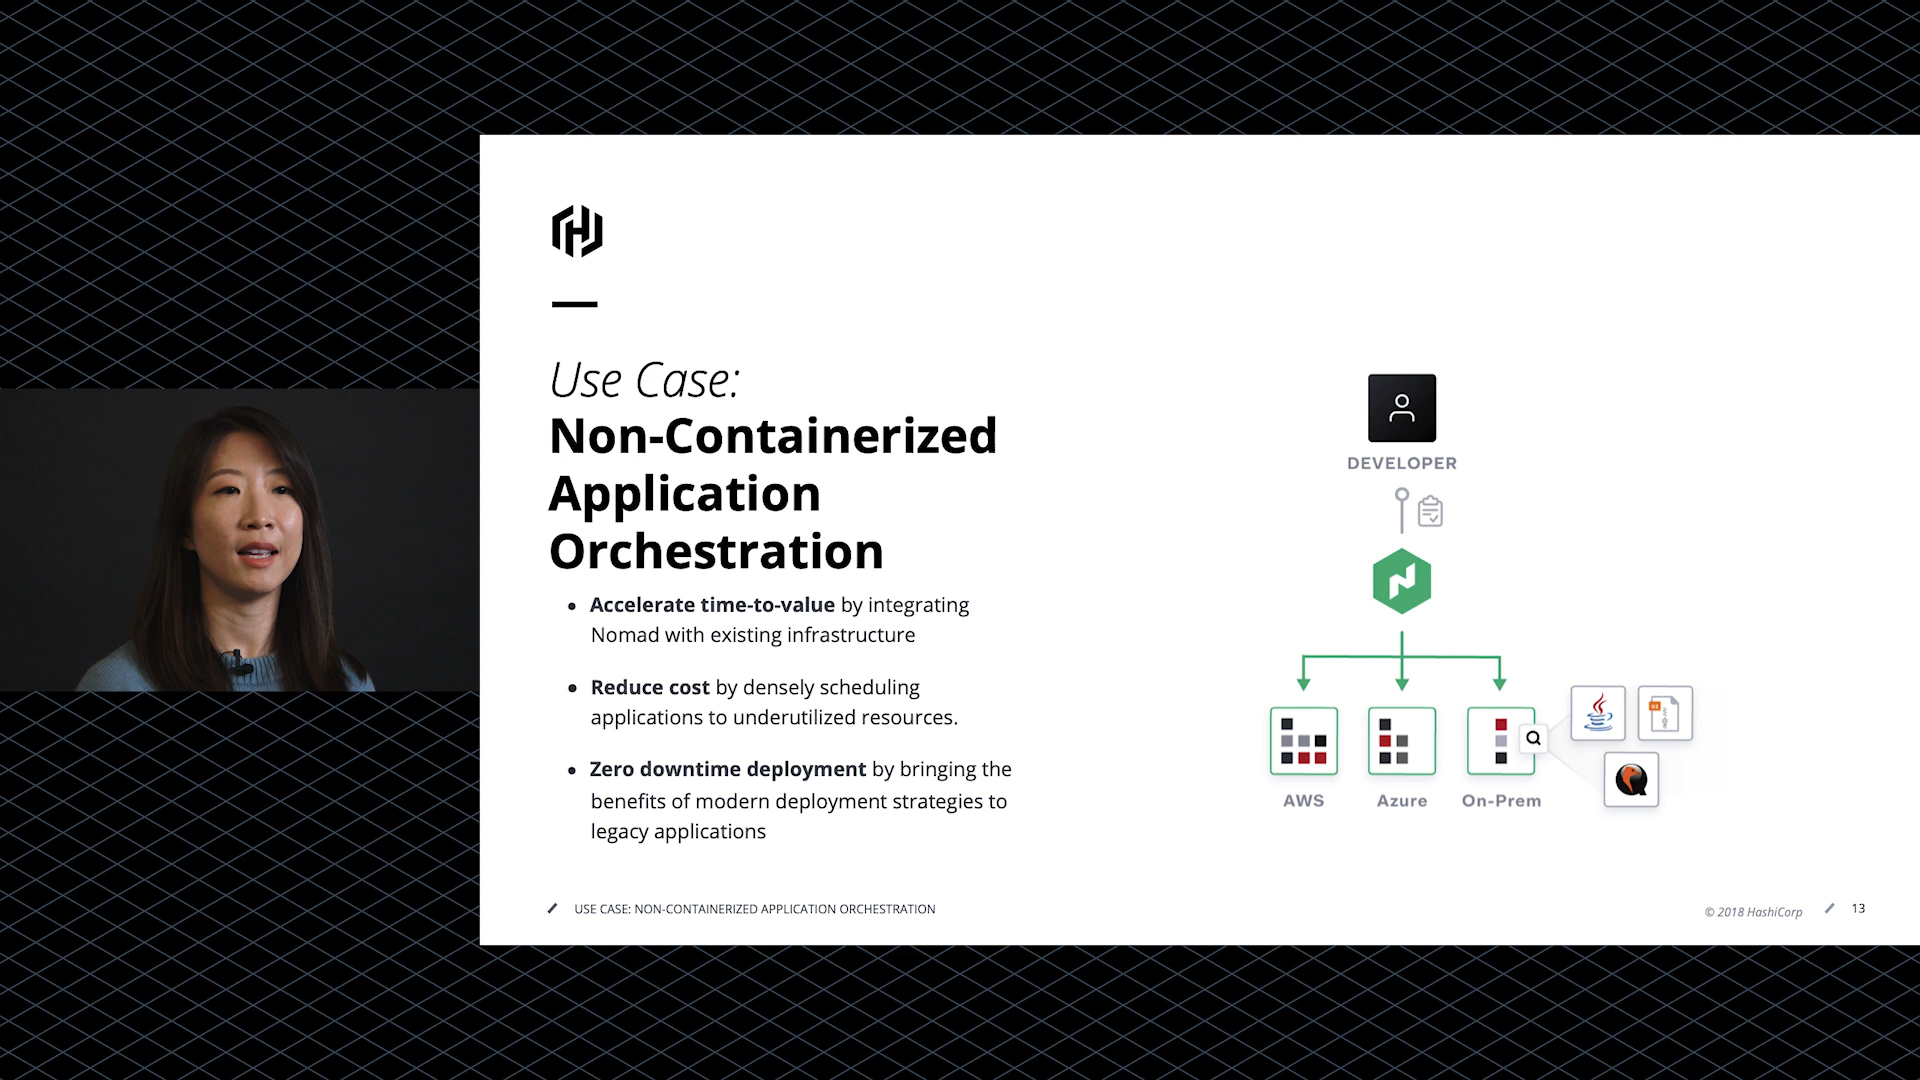 Use Case:
Non-Containerized
Application
Orchestration
• Accelerate time-to-value by integrating
Nomad with existing infrastructure
• Reduce cost by densely scheduling
applications to underutilized resources.
• Zero downtime deployment by bringing the
benefits of modern deployment strategies to
legacy applications
DEVELOPER
AWS
Azure
On-Prem
USE CASE: NON-CONTAINERIZED APPLICATION ORCHESTRATION
© 2018 HashiCorp
13